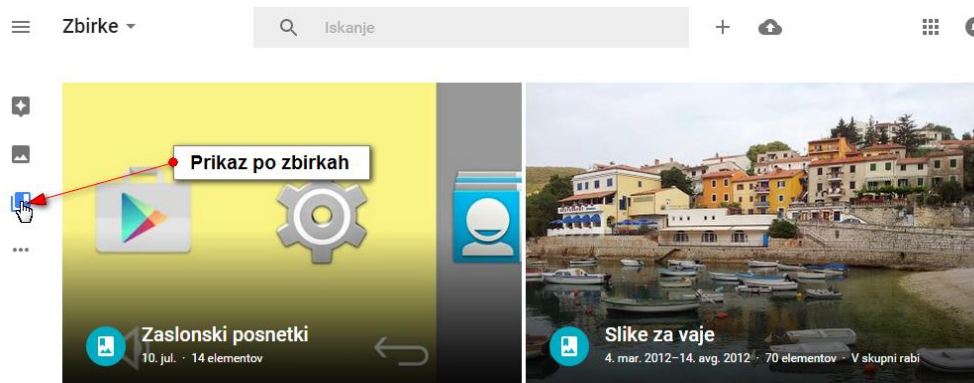 Zbirke
Iskanje
Prikaz po zbirkah
Zaslonski posnetki
10. jul. · 14 elementov
Slike za vaje
4. mar. 2012–14. avg. 2012 · 70 elementov · V skupni rabi